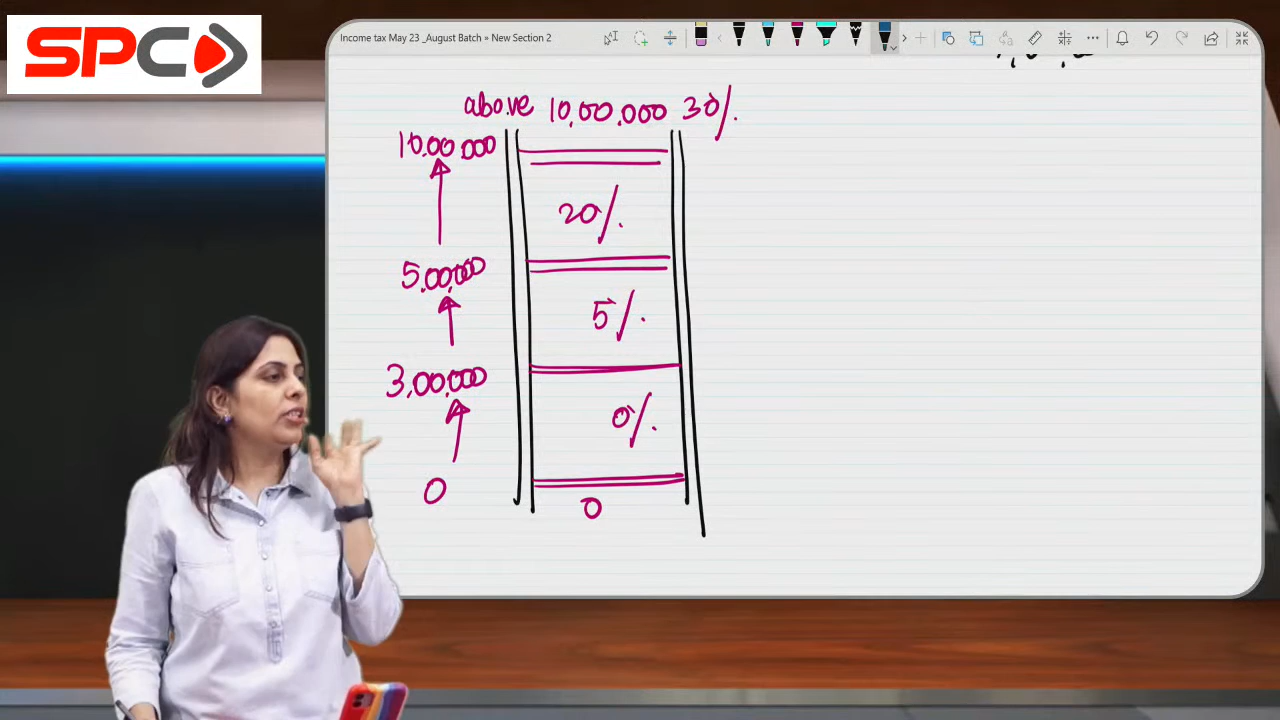 SPC
Income tax May 23 _August Batch » New Section 2
above 10,00,000 30%.
10,00,000
20%.
5,00,000
5%.
3,00,000
0%.
0
0